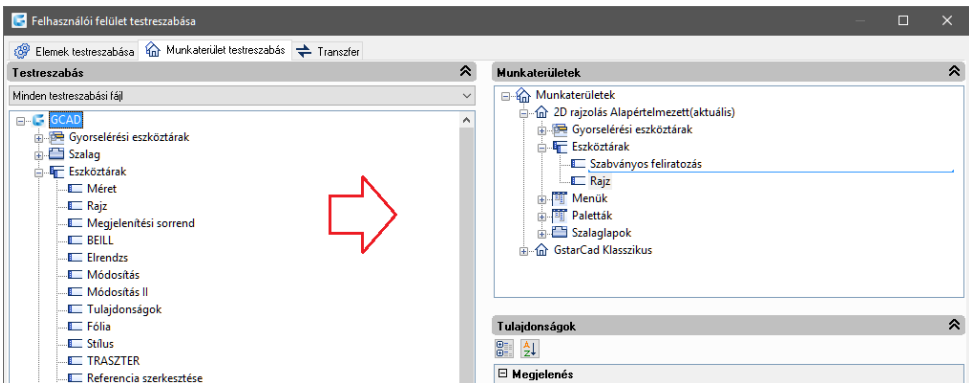 Felhasználói felület testreszabása
Elemek testreszabása
Munkaterület testreszabás
Transzfer
Testreszabás
Minden testreszabási fájl
GCAD
Gyorselérési eszköztárak
Szalag
Eszköztárak
Méret
Rajz
Megjelenítési sorrend
BEILL
Elrendzs
Módosítás
Módosítás II
Tulajdonságok
Fólia
Stílus
TRASZTER
Referencia szerkesztése
Munkaterületek
Munkaterületek
2D rajzolás Alapértelmezett(aktuális)
Gyorselérési eszköztárak
Eszköztárak
Szabványos feliratozás
Rajz
Menük
Paletták
Szalaglapok
GstarCad Klasszikus
Tulajdonságok
Megjelenés